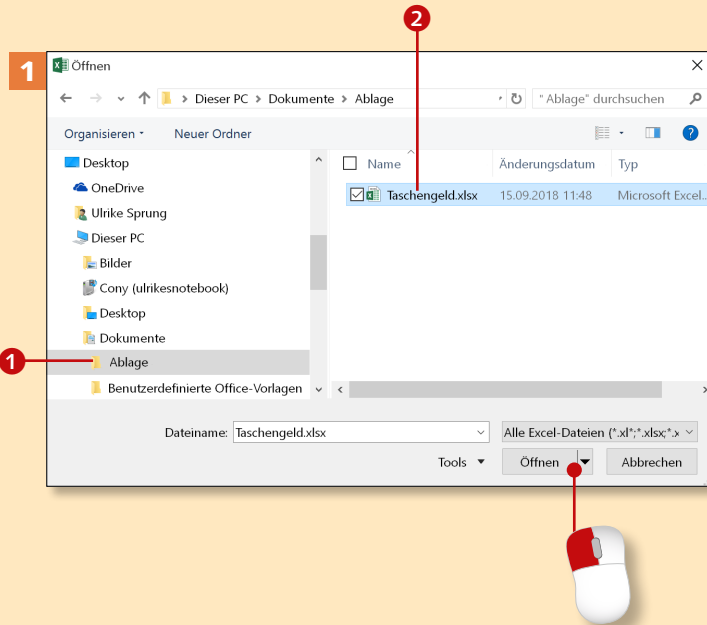 2
1
Öffnen
Dieser PC > Dokumente > Ablage
"Ablage" durchsuchen
Organisieren
Neuer Ordner
?
Desktop
OneDrive
Ulrike Sprung
Dieser PC
Bilder
Cony (ulrikesnotebook)
Desktop
Dokumente
Ablage
Benutzerdefinierte Office-Vorlagen
1
Name
Änderungsdatum
Typ
Taschengeld.xlsx
15.09.2018 11:48
Microsoft Excel...
Dateiname:
Taschengeld.xlsx
Alle Excel-Dateien (*.xl*;*.xlsx;*.x
Tools
Öffnen
Abbrechen